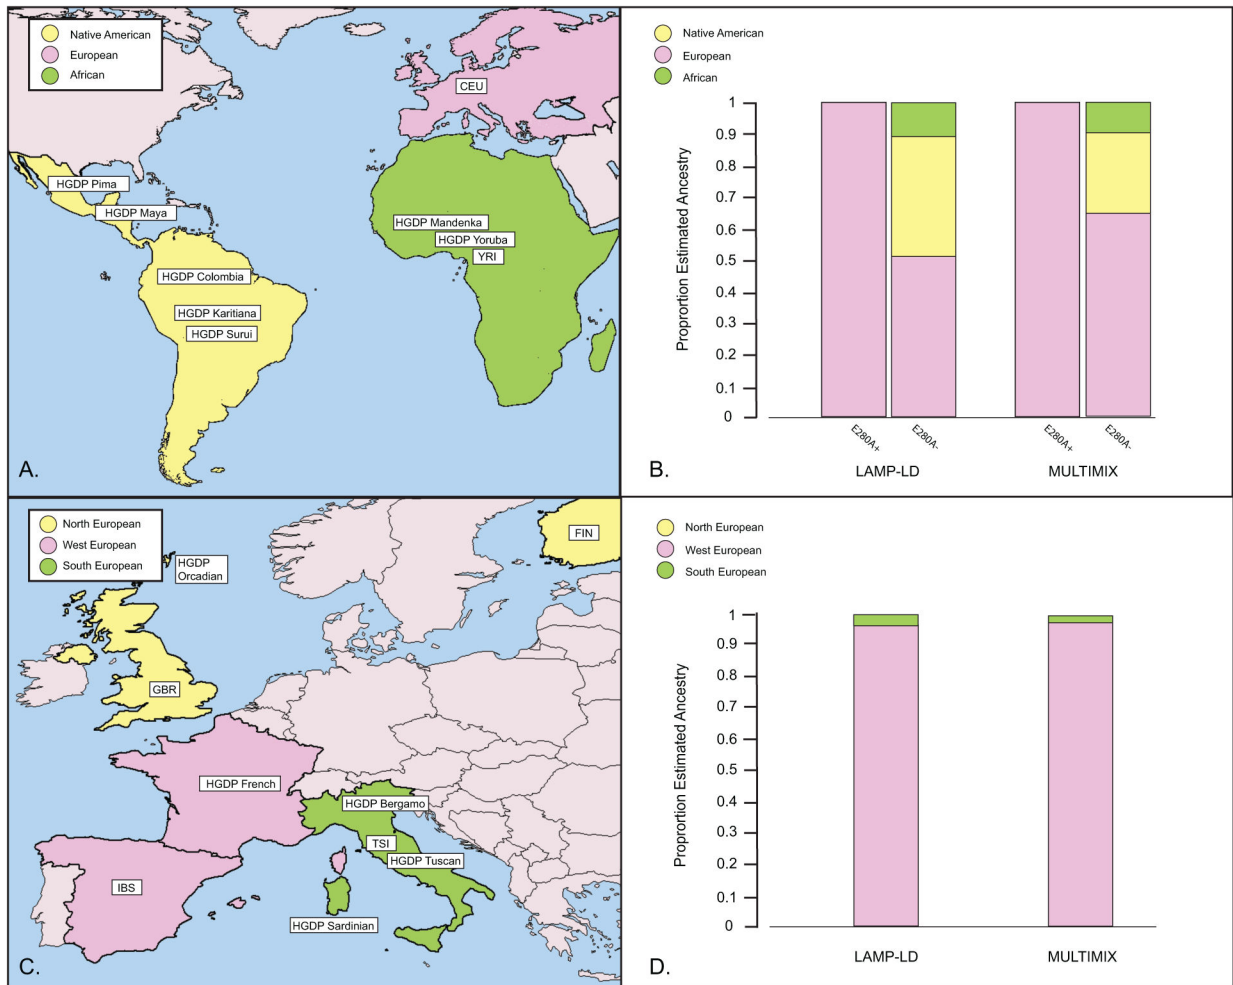 Native American
European
African
CEU
HGDP Pima
HGDP Maya
HGDP Mandenka
HGDP Yoruba
YRI
HGDP Colombia
HGDP Karitiana
HGDP Surui
A.
Native American
European
African
Proprotion Estimated Ancestry
1
0.9
0.8
0.7
0.6
0.5
0.4
0.3
0.2
0.1
0
E280A+
E280A-
E280A+
E280A-
LAMP-LD
MULTIMIX
B.
North European
West European
South European
FIN
HGDP
Orcadian
GBR
HGDP French
HGDP Bergamo
TSI
HGDP Tuscan
IBS
HGDP Sardinian
C.
North European
West European
South European
Proprotion Estimated Ancestry
1
0.9
0.8
0.7
0.6
0.5
0.4
0.3
0.2
0.1
0
LAMP-LD
MULTIMIX
D.